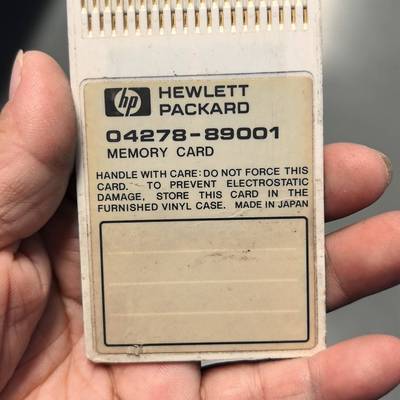 hp HEWLETT
PACKARD
04278-89001
MEMORY CARD
HANDLE WITH CARE: DO NOT FORCE THIS
CARD. TO PREVENT ELECTROSTATIC
DAMAGE, STORE THIS CARD IN THE
FURNISHED VINYL CASE. MADE IN JAPAN